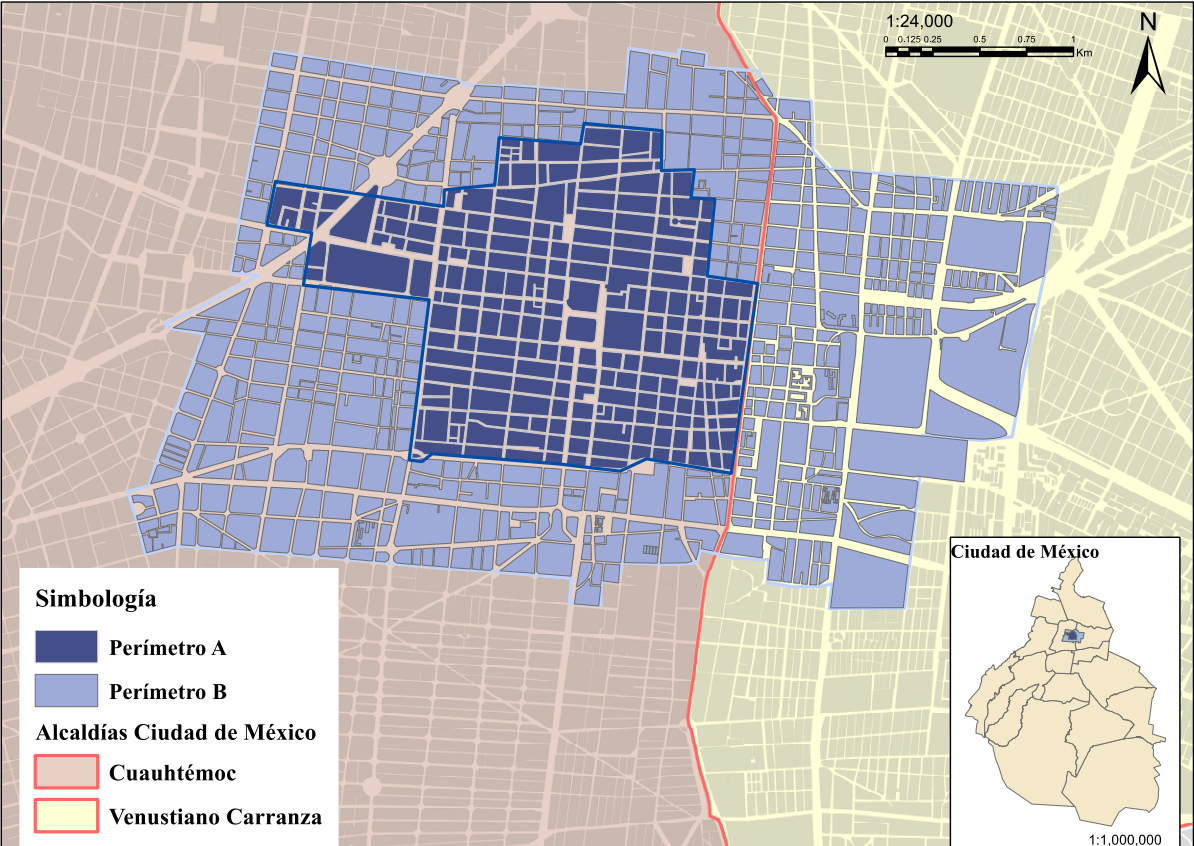 1:24,000
0 0.125 0.25 0.5 0.75 1
Km
N
Simbología
Perímetro A
Perímetro B
Alcaldías Ciudad de México
Cuauhtémoc
Venustiano Carranza
Ciudad de México
1:1,000,000